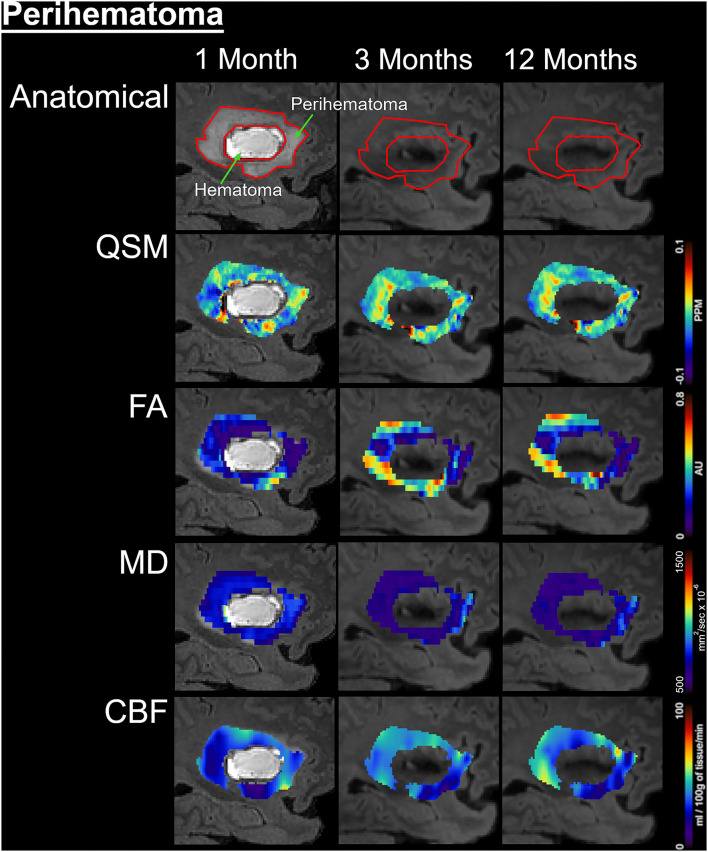 Perihematoma
1 Month
3 Months
12 Months
Anatomical
Perihematoma
Hematoma
QSM
0.1
PPM
-0.1
FA
0.8
AU
0
MD
1500
mm²/sec x 10⁻⁶
500
CBF
100
ml / 100g of tissue/min
0